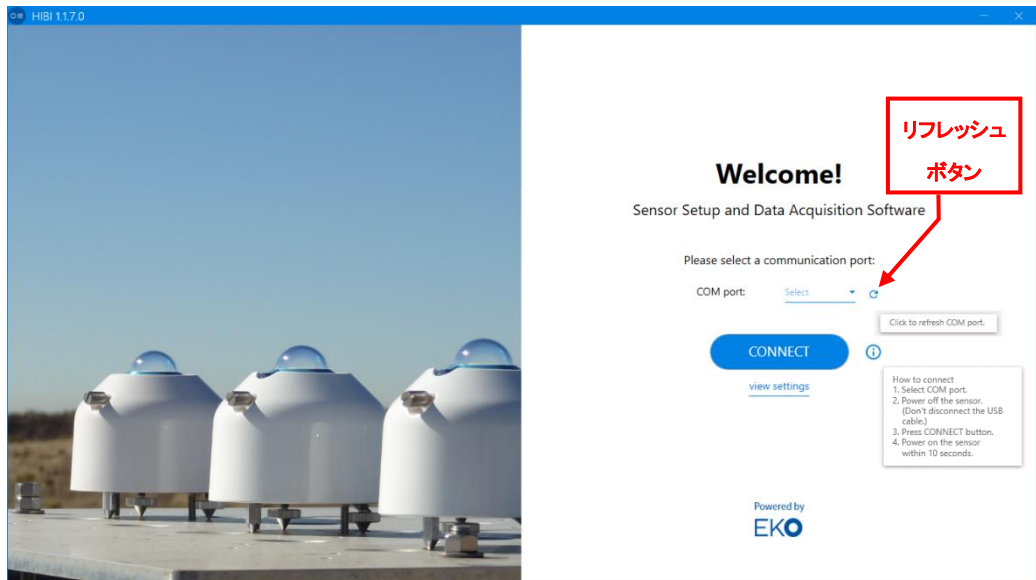 HIBI 1.1.7.0
リフレッシュ
ボタン
Welcome!
Sensor Setup and Data Acquisition Software
Please select a communication port:
COM port:
Select
Click to refresh COM port.
CONNECT
view settings
How to connect
1. Select COM port.
2. Power off the sensor.
(Don't disconnect the USB
cable.)
3. Press CONNECT button.
4. Power on the sensor
within 10 seconds.
Powered by
EKO